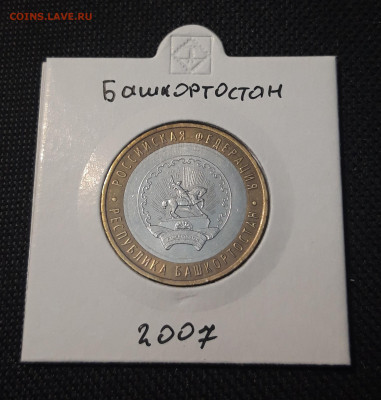 COINS.LAVE.RU
Башкортостан
• РОССИЙСКАЯ ФЕДЕРАЦИЯ •
РЕСПУБЛИКА БАШКОРТОСТАН
2007